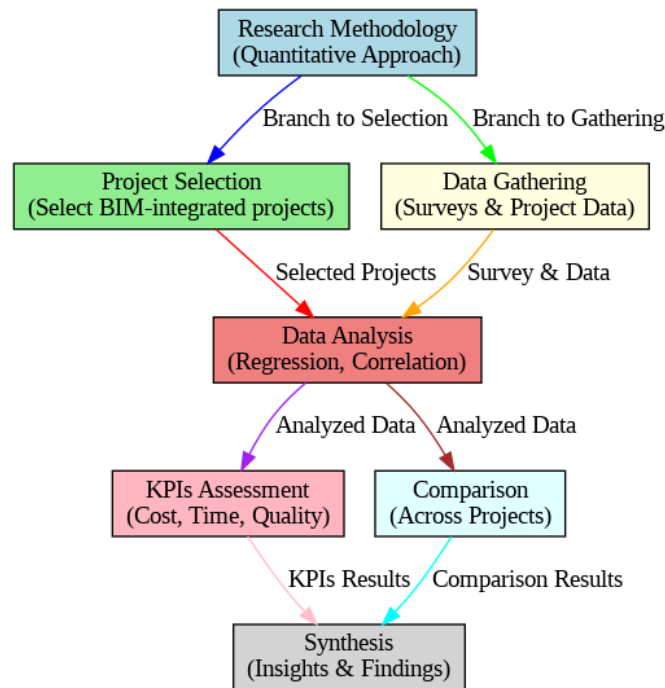 Research Methodology
(Quantitative Approach)
Branch to Selection
Branch to Gathering
Project Selection
(Select BIM-integrated projects)
Data Gathering
(Surveys & Project Data)
Selected Projects
Survey & Data
Data Analysis
(Regression, Correlation)
Analyzed Data
Analyzed Data
KPIs Assessment
(Cost, Time, Quality)
Comparison
(Across Projects)
KPIs Results
Comparison Results
Synthesis
(Insights & Findings)